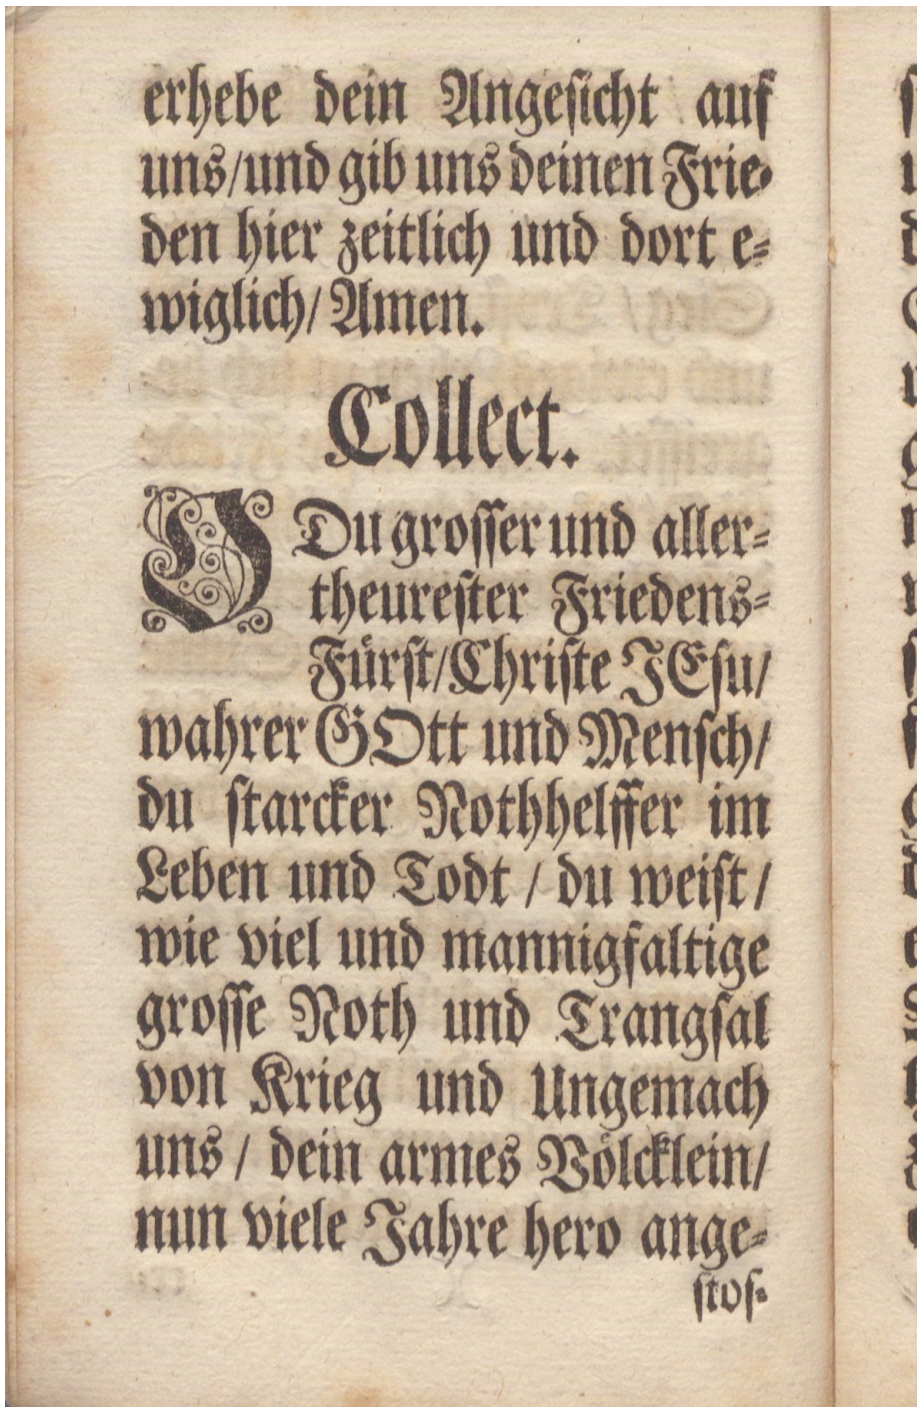 erhebe dein Angeſicht auf
uns/und gib uns deinen Frie-
den hier zeitlich und dort e-
wiglich/ Amen.
Collect.
O Du groſſer und aller-
theureſter Friedens-
Fürſt/Chriſte JEſu/
wahrer GOtt und Menſch/
du ſtarcker Nothhelffer im
Leben und Todt / du weiſt/
wie viel und mannigfaltige
groſſe Noth und Trangſal
von Krieg und Ungemach
uns / dein armes Völcklein/
nun viele Jahre hero ange-
ſtoſ-